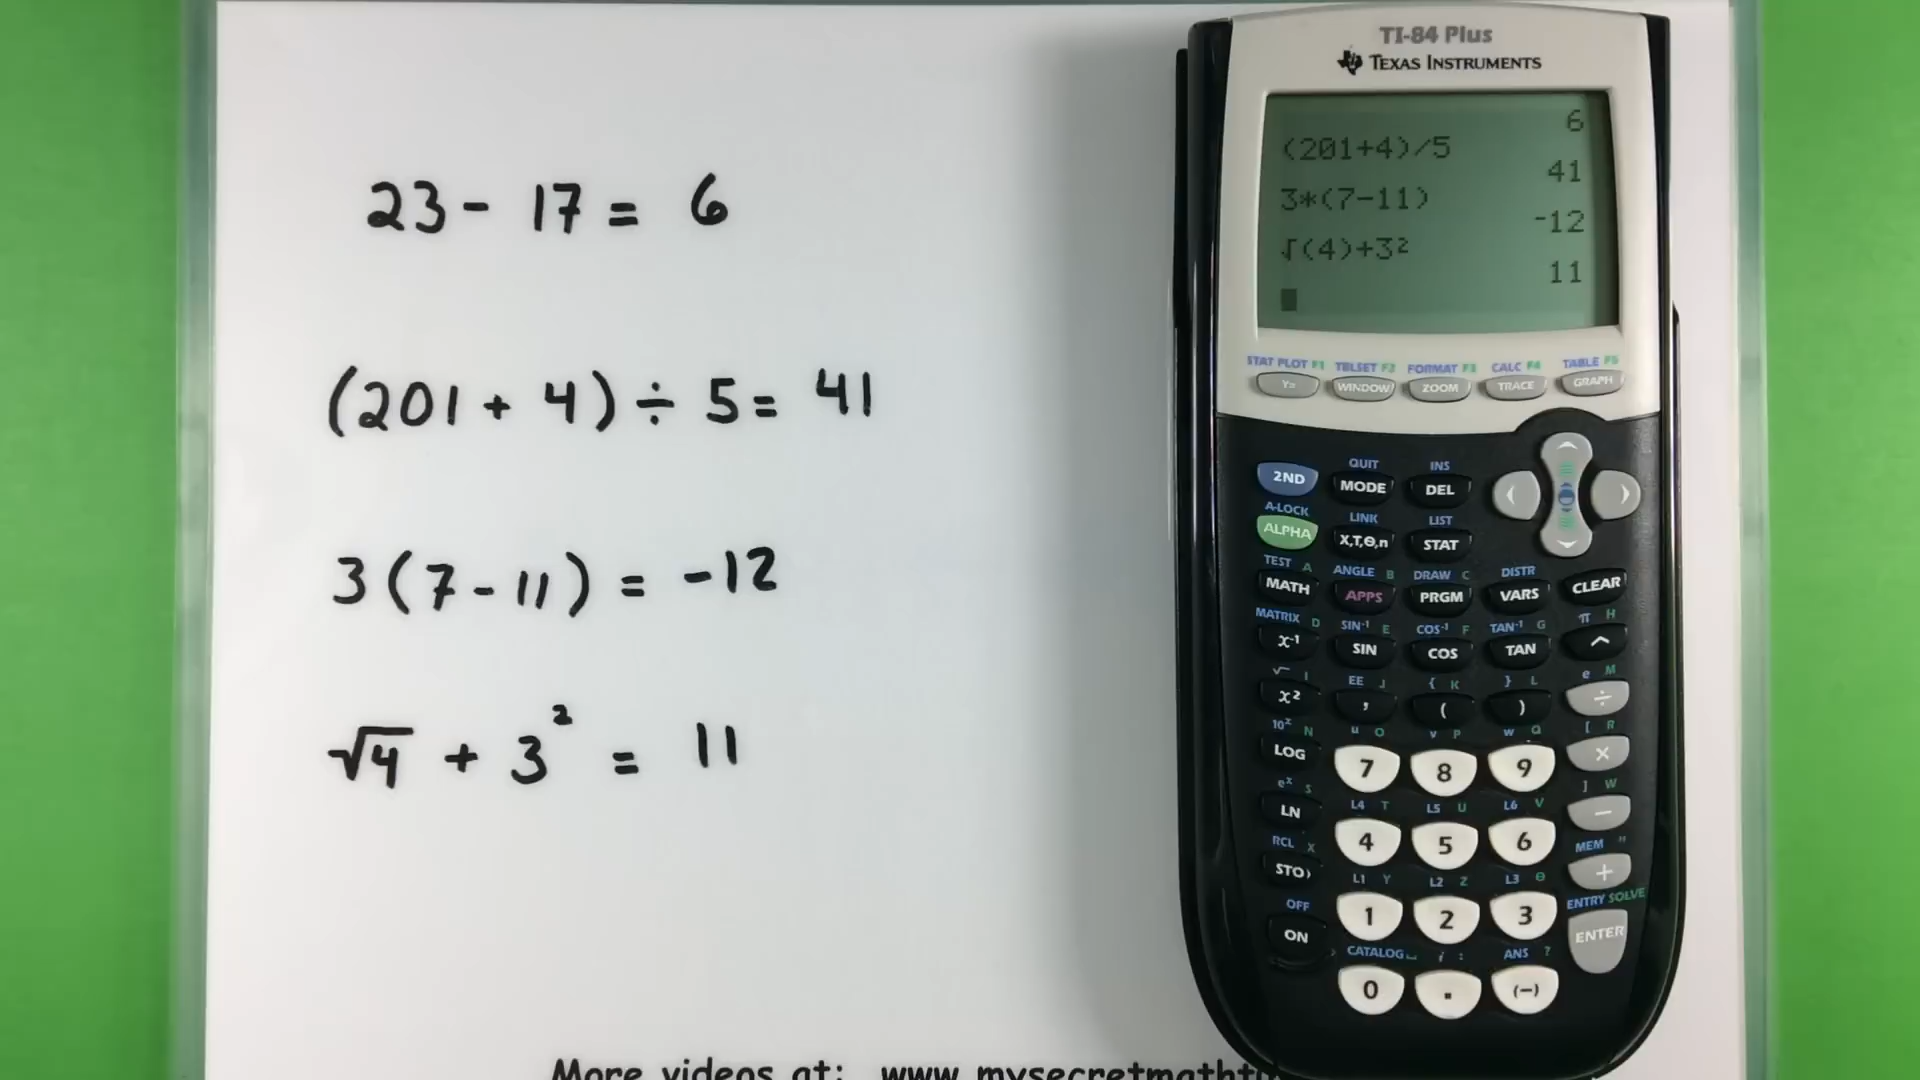 23 - 17 = 6
(201 + 4) ÷ 5 = 41
3(7 - 11) = -12
√4 + 3² = 11
More videos at: www.mysecretmatht
TI-84 Plus
TEXAS INSTRUMENTS
6
(201+4)/5
41
3*(7-11)
-12
√(4)+3²
11
STAT PLOT F1 TBLSET F2 FORMAT F3 CALC F4 TABLE F5
Y= WINDOW ZOOM TRACE GRAPH
QUIT INS
2ND MODE DEL
A-LOCK LINK LIST
ALPHA X,T,Θ,n STAT
TEST A ANGLE B DRAW C DISTR
MATH APPS PRGM VARS CLEAR
MATRIX D SIN⁻¹ E COS⁻¹ F TAN⁻¹ G π H
x⁻¹ SIN COS TAN ^
√ I EE J { K } L e M
x² , ( ) ÷
10ˣ N u O v P w Q [ R
LOG 7 8 9 ×
eˣ S L4 T L5 U L6 V ] W
LN 4 5 6 −
RCL X L1 Y L2 Z L3 θ MEM "
STO› 1 2 3 +
OFF ENTRY SOLVE
ON ENTER
CATALOG ⎵ i : ANS ?
0 . (−)